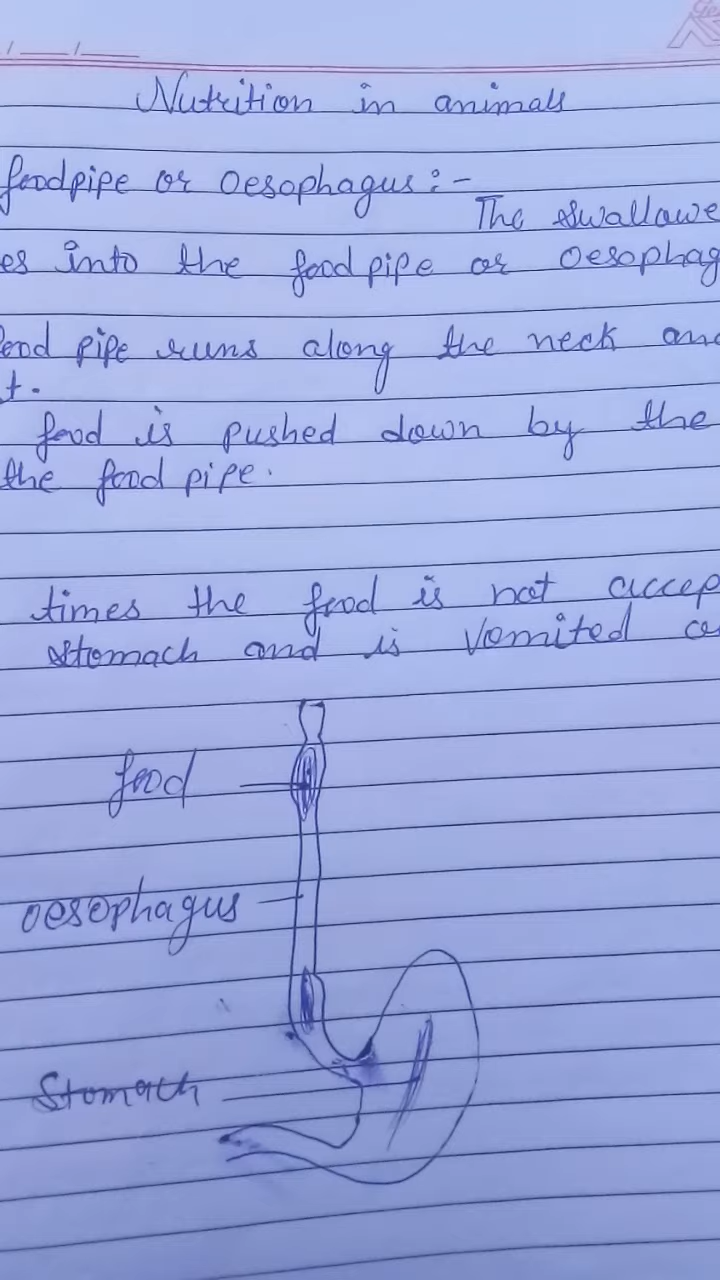 Nutrition in animals
foodpipe or Oesophagus :-
The swallowe
es into the food pipe or oesophag
ood pipe runs along the neck and
t.
food is pushed down by the
the food pipe.
times the food is not accep
stomach and is vomited o
food
oesophagus
Stomach